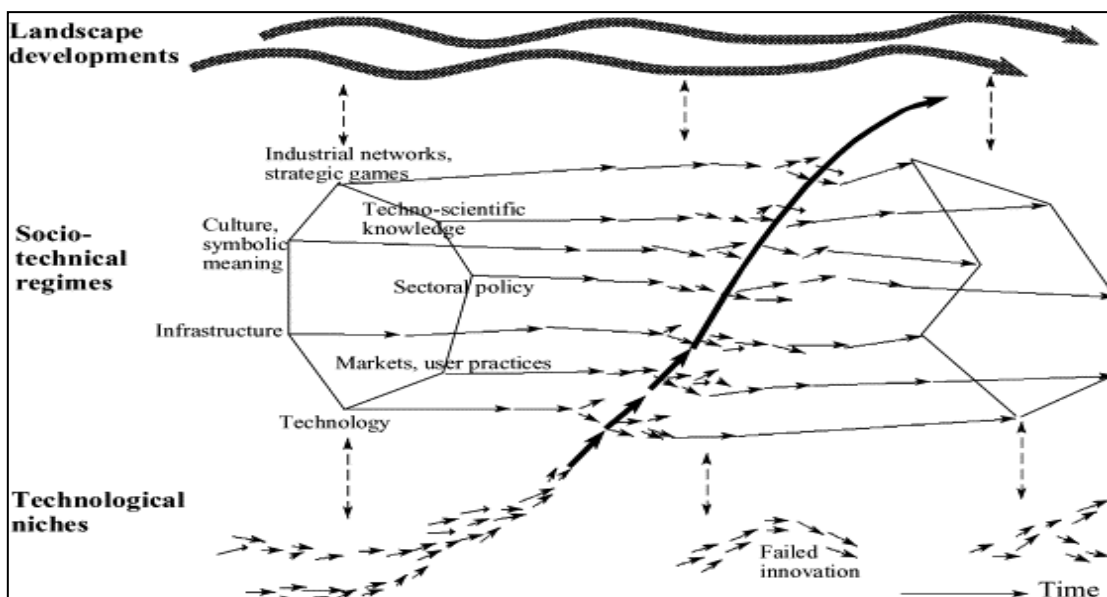 Landscape
developments
Industrial networks,
strategic games
Techno-scientific
knowledge
Culture,
symbolic
meaning
Socio-
technical
regimes
Sectoral policy
Infrastructure
Markets, user practices
Technology
Technological
niches
Failed
innovation
Time